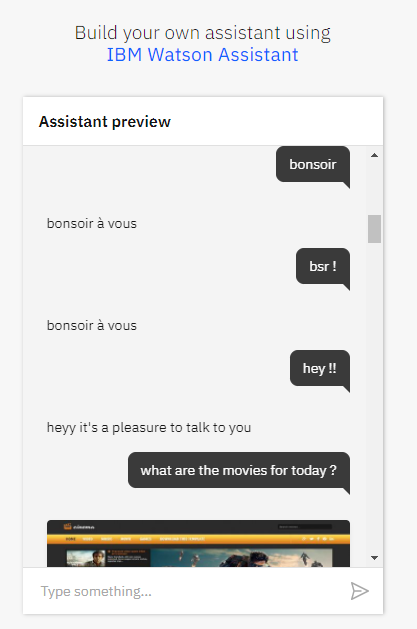 Build your own assistant using
IBM Watson Assistant
Assistant preview
bonsoir
bonsoir à vous
bsr !
bonsoir à vous
hey !!
heyy it's a pleasure to talk to you
what are the movies for today ?
Type something...